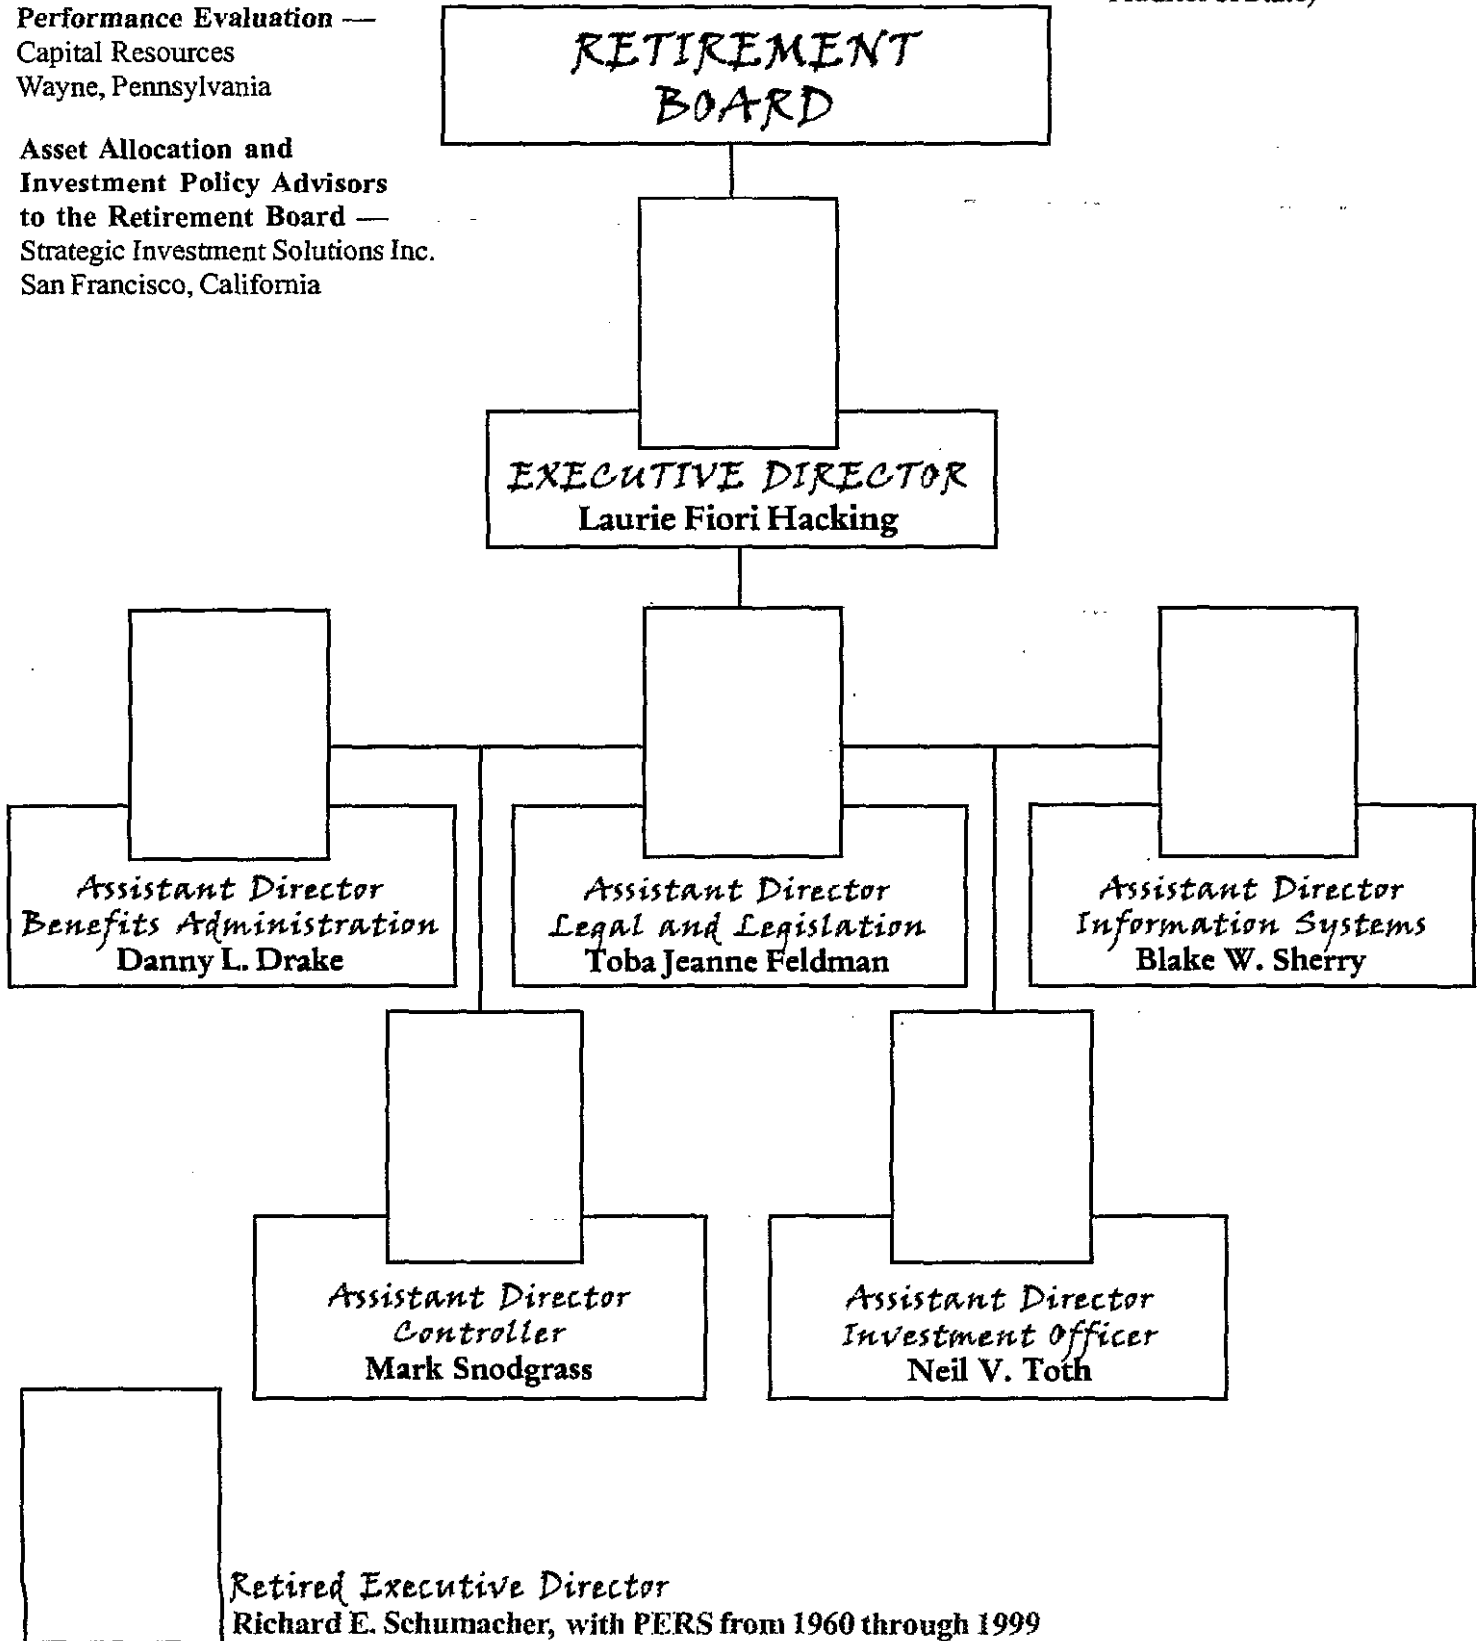 Performance Evaluation —
Capital Resources
Wayne, Pennsylvania
Asset Allocation and
Investment Policy Advisors
to the Retirement Board —
Strategic Investment Solutions Inc.
San Francisco, California
RETIREMENT
BOARD
EXECUTIVE DIRECTOR
Laurie Fiori Hacking
Assistant Director
Benefits Administration
Danny L. Drake
Assistant Director
Legal and Legislation
Toba Jeanne Feldman
Assistant Director
Information Systems
Blake W. Sherry
Assistant Director
Controller
Mark Snodgrass
Assistant Director
Investment Officer
Neil V. Toth
Retired Executive Director
Richard E. Schumacher, with PERS from 1960 through 1999